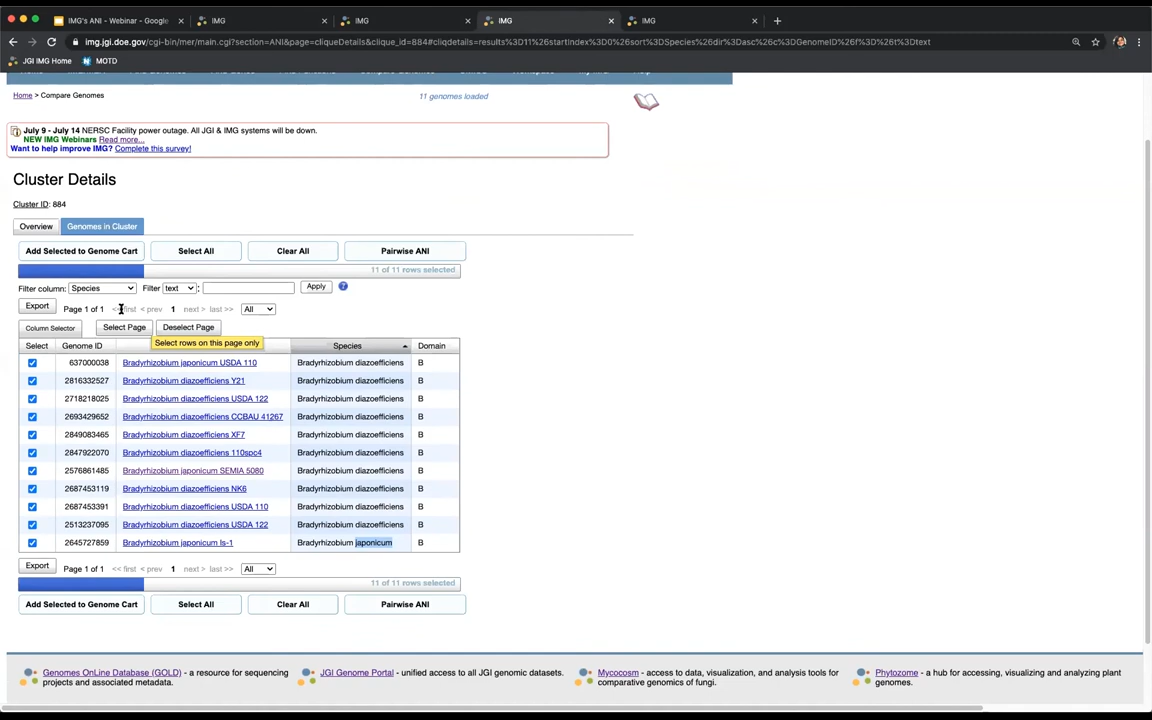 IMG's ANI - Webinar - Google
IMG
IMG
IMG
IMG
img.jgi.doe.gov/cgi-bin/mer/main.cgi?section=ANI&page=cliqueDetails&clique_id=884#cliqdetails=results%3D11%26startIndex%3D0%26sort%3DSpecies%26dir%3Dasc%26c%3DGenomeID%26f%3D%26t%3Dtext
JGI IMG Home MOTD
Home > Compare Genomes
11 genomes loaded
July 9 - July 14 NERSC Facility power outage. All JGI & IMG systems will be down.
NEW IMG Webinars Read more...
Want to help improve IMG? Complete this survey!
Cluster Details
Cluster ID: 884
Overview Genomes in Cluster
Add Selected to Genome Cart Select All Clear All Pairwise ANI
11 of 11 rows selected
Filter column: Species Filter text : Apply ?
Export Page 1 of 1 << first < prev 1 next > last >> All
Column Selector Select Page Deselect Page
Select rows on this page only
Select Genome ID Species Domain
637000038 Bradyrhizobium japonicum USDA 110 Bradyrhizobium diazoefficiens B
2816332527 Bradyrhizobium diazoefficiens Y21 Bradyrhizobium diazoefficiens B
2718218025 Bradyrhizobium diazoefficiens USDA 122 Bradyrhizobium diazoefficiens B
2693429652 Bradyrhizobium diazoefficiens CCBAU 41267 Bradyrhizobium diazoefficiens B
2849083465 Bradyrhizobium diazoefficiens XF7 Bradyrhizobium diazoefficiens B
2847922070 Bradyrhizobium diazoefficiens 110spc4 Bradyrhizobium diazoefficiens B
2576861485 Bradyrhizobium japonicum SEMIA 5080 Bradyrhizobium diazoefficiens B
2687453119 Bradyrhizobium diazoefficiens NK6 Bradyrhizobium diazoefficiens B
2687453391 Bradyrhizobium diazoefficiens USDA 110 Bradyrhizobium diazoefficiens B
2513237095 Bradyrhizobium diazoefficiens USDA 122 Bradyrhizobium diazoefficiens B
2645727859 Bradyrhizobium japonicum Is-1 Bradyrhizobium japonicum B
Export Page 1 of 1 << first < prev 1 next > last >> All
11 of 11 rows selected
Add Selected to Genome Cart Select All Clear All Pairwise ANI
Genomes OnLine Database (GOLD) - a resource for sequencing
projects and associated metadata.
JGI Genome Portal - unified access to all JGI genomic datasets.
Mycocosm - access to data, visualization, and analysis tools for
comparative genomics of fungi.
Phytozome - a hub for accessing, visualizing and analyzing plant
genomes.